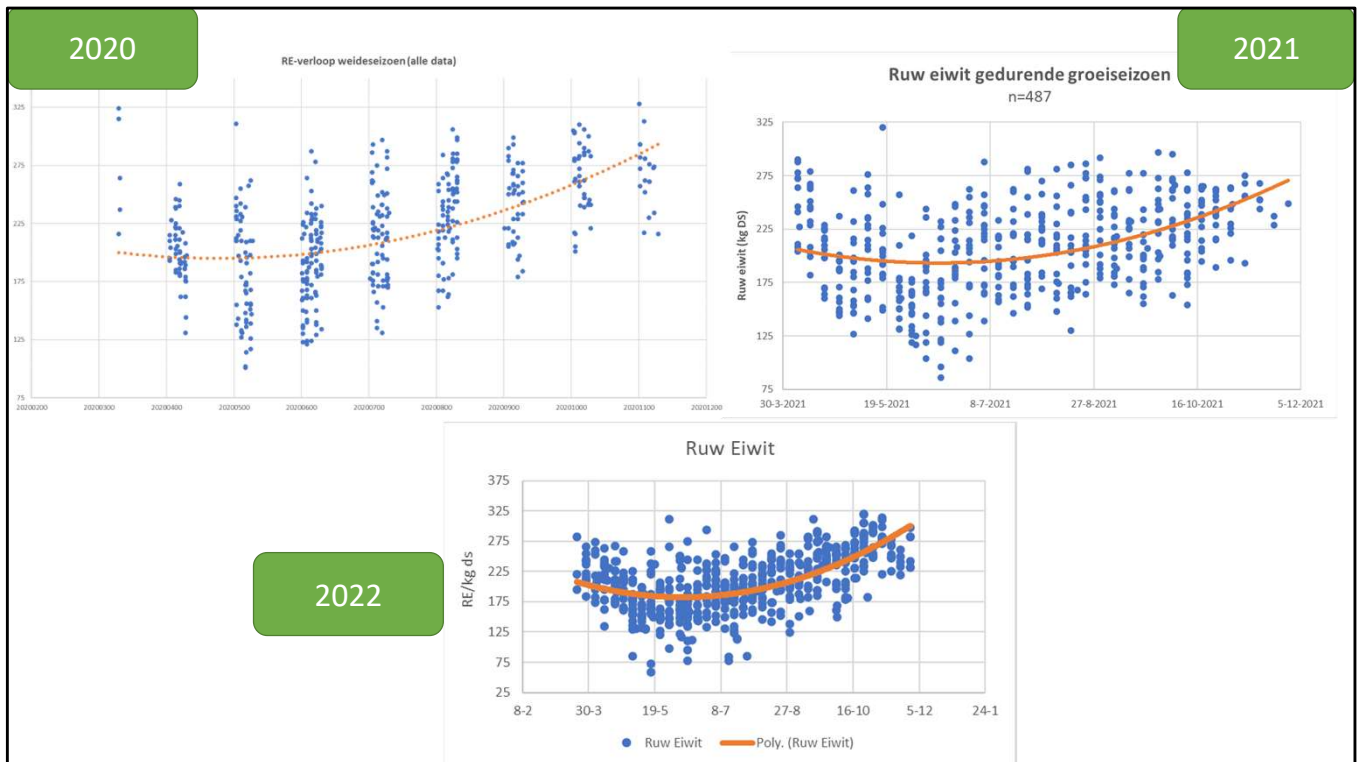 2020
RE-verloop weideseizoen (alle data)
325
275
225
175
125
75
20200200 20200300 20200400 20200500 20200600 20200700 20200800 20200900 20201000 20201100 20201200
2021
Ruw eiwit gedurende groeiseizoen
n=487
Ruw eiwit (kg DS)
325
275
225
175
125
75
30-3-2021 19-5-2021 8-7-2021 27-8-2021 16-10-2021 5-12-2021
2022
Ruw Eiwit
RE/kg ds
375
325
275
225
175
125
75
25
8-2 30-3 19-5 8-7 27-8 16-10 5-12 24-1
Ruw Eiwit Poly. (Ruw Eiwit)